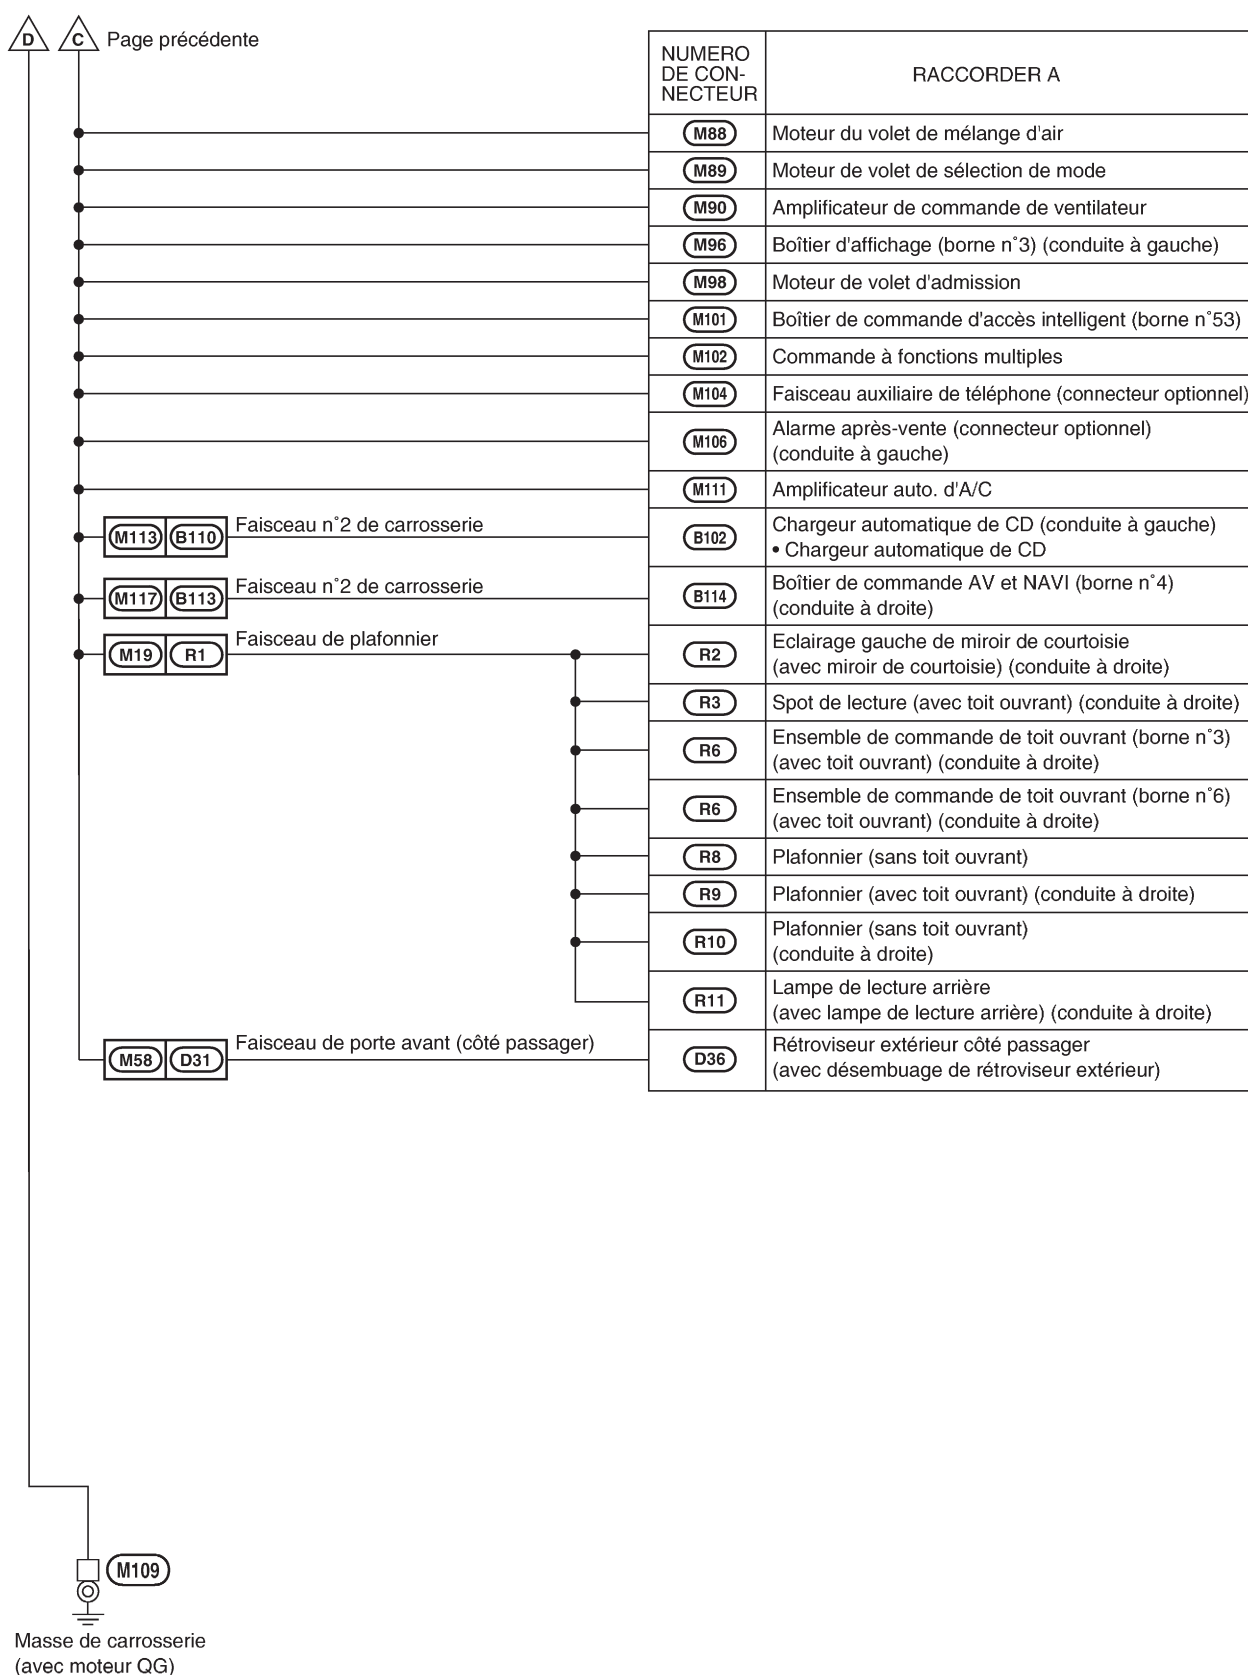 D C Page précédente
NUMERO
DE CON-
NECTEUR
RACCORDER A
M88 Moteur du volet de mélange d'air
M89 Moteur de volet de sélection de mode
M90 Amplificateur de commande de ventilateur
M96 Boîtier d'affichage (borne n˚3) (conduite à gauche)
M98 Moteur de volet d'admission
M101 Boîtier de commande d'accès intelligent (borne n˚53)
M102 Commande à fonctions multiples
M104 Faisceau auxiliaire de téléphone (connecteur optionnel)
M106 Alarme après-vente (connecteur optionnel)
(conduite à gauche)
M111 Amplificateur auto. d'A/C
M113 B110 Faisceau n˚2 de carrosserie
B102 Chargeur automatique de CD (conduite à gauche)
• Chargeur automatique de CD
M117 B113 Faisceau n˚2 de carrosserie
B114 Boîtier de commande AV et NAVI (borne n˚4)
(conduite à droite)
M19 R1 Faisceau de plafonnier
R2 Eclairage gauche de miroir de courtoisie
(avec miroir de courtoisie) (conduite à droite)
R3 Spot de lecture (avec toit ouvrant) (conduite à droite)
R6 Ensemble de commande de toit ouvrant (borne n˚3)
(avec toit ouvrant) (conduite à droite)
R6 Ensemble de commande de toit ouvrant (borne n˚6)
(avec toit ouvrant) (conduite à droite)
R8 Plafonnier (sans toit ouvrant)
R9 Plafonnier (avec toit ouvrant) (conduite à droite)
R10 Plafonnier (sans toit ouvrant)
(conduite à droite)
R11 Lampe de lecture arrière
(avec lampe de lecture arrière) (conduite à droite)
M58 D31 Faisceau de porte avant (côté passager)
D36 Rétroviseur extérieur côté passager
(avec désembuage de rétroviseur extérieur)
M109
Masse de carrosserie
(avec moteur QG)